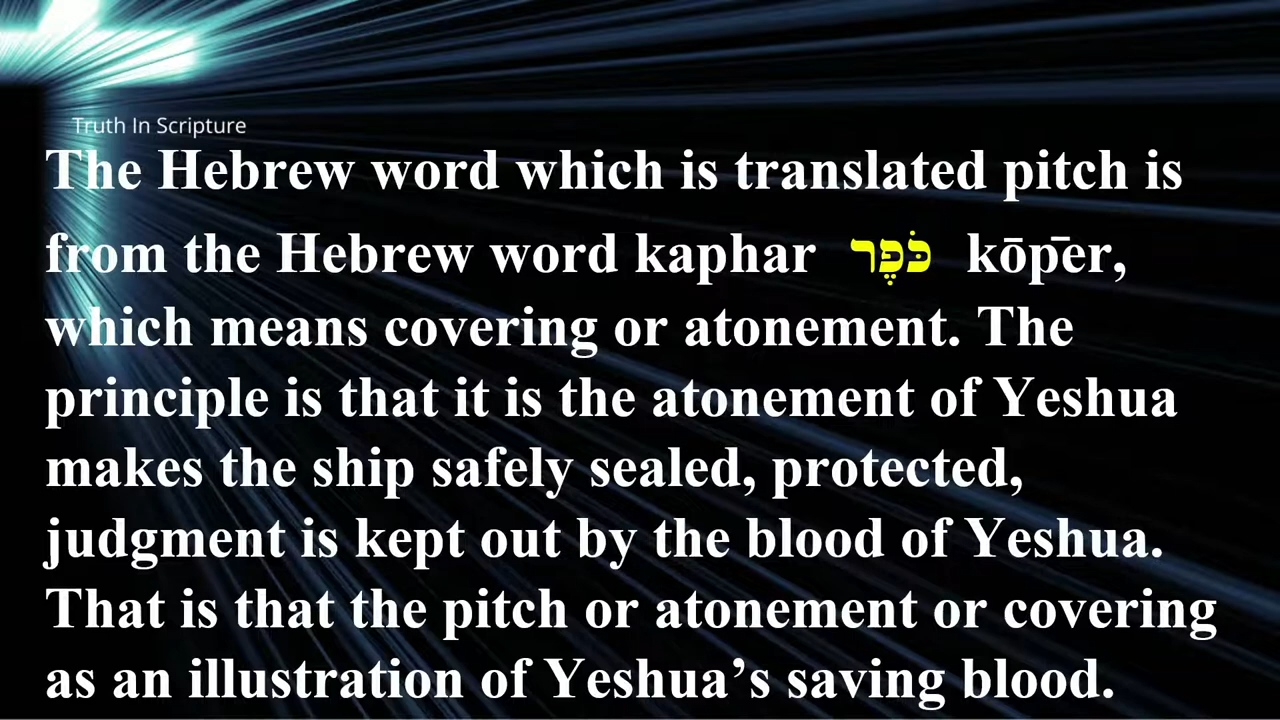 Truth In Scripture
The Hebrew word which is translated pitch is
from the Hebrew word kaphar כֹּפֶּר kōp̄er,
which means covering or atonement. The
principle is that it is the atonement of Yeshua
makes the ship safely sealed, protected,
judgment is kept out by the blood of Yeshua.
That is that the pitch or atonement or covering
as an illustration of Yeshua’s saving blood.